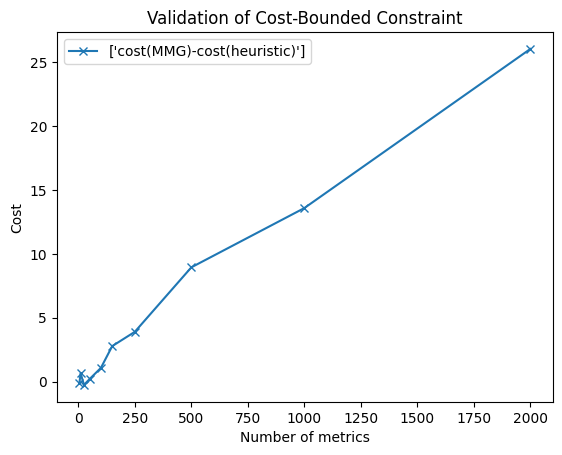 Validation of Cost-Bounded Constraint
['cost(MMG)-cost(heuristic)']
Cost
25
20
15
10
5
0
0 250 500 750 1000 1250 1500 1750 2000
Number of metrics